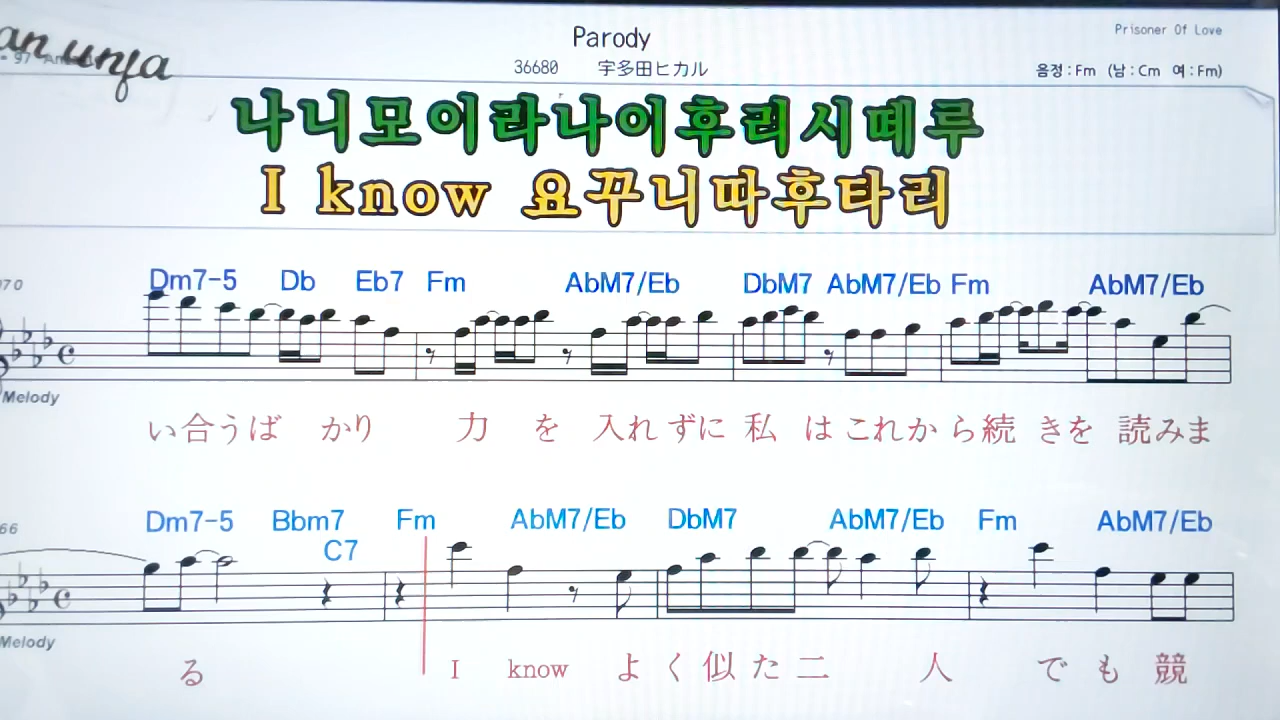 Parody
Prisoner Of Love
36680 宇多田ヒカル
음정 : Fm (남 : Cm 여 : Fm)
나니모이라나이후리시떼루
I know 요꾸니따후타리
Dm7-5 Db Eb7 Fm AbM7/Eb DbM7 AbM7/Eb Fm AbM7/Eb
Melody
い合うばかり 力を入れずに私はこれから続きを読みま
66
Dm7-5 Bbm7 Fm AbM7/Eb DbM7 AbM7/Eb Fm AbM7/Eb
C7
Melody
る I know よく似た二人でも競